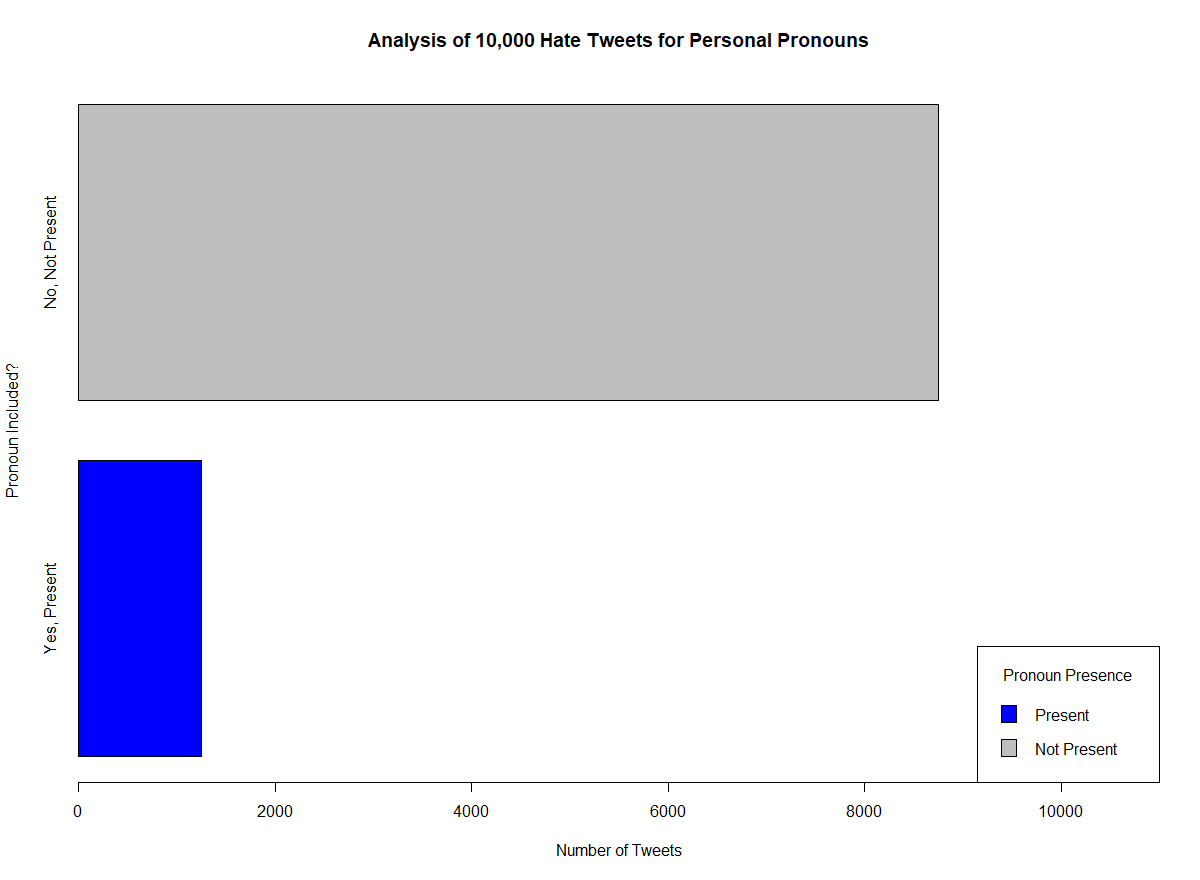 Analysis of 10,000 Hate Tweets for Personal Pronouns
Pronoun Included?
No, Not Present
Yes, Present
Pronoun Presence
Present
Not Present
0 2000 4000 6000 8000 10000
Number of Tweets